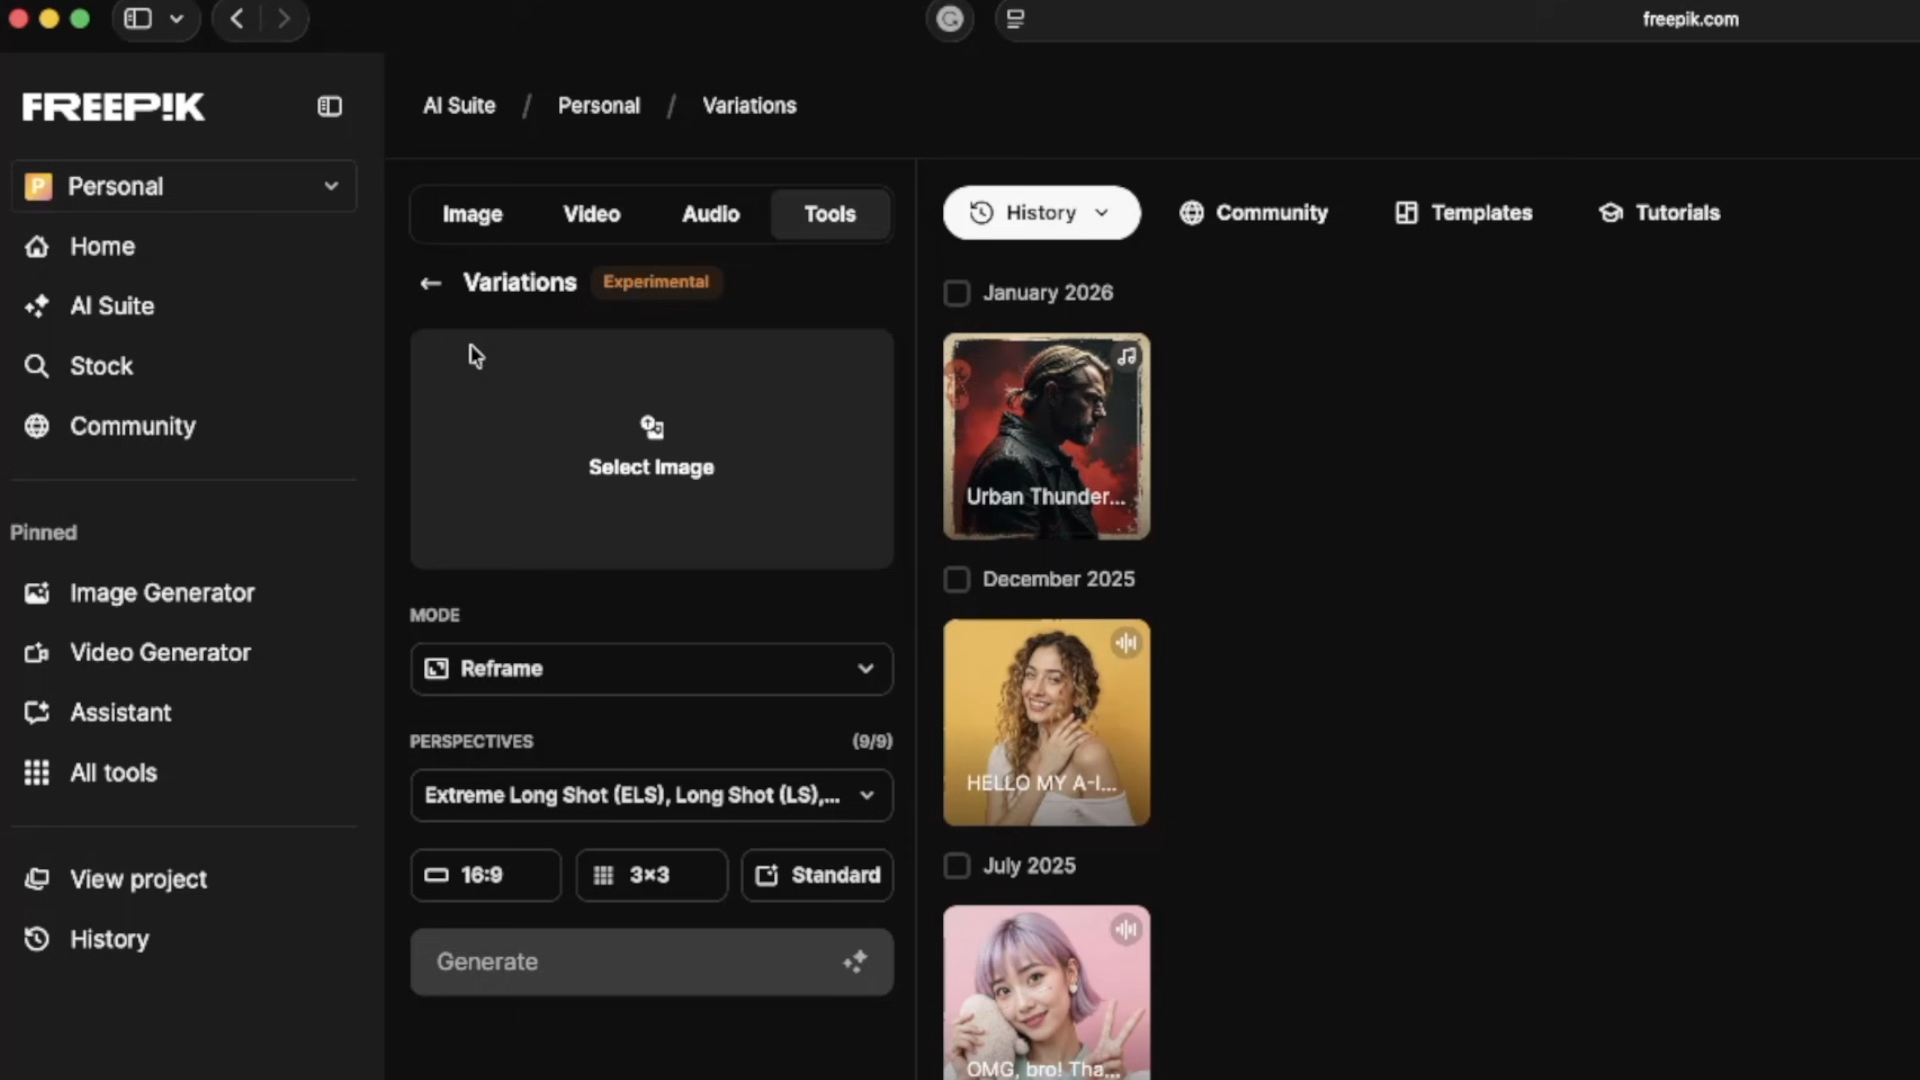 freepik.com
FREEP!K
P Personal
Home
AI Suite
Stock
Community
Pinned
Image Generator
Video Generator
Assistant
All tools
View project
History
AI Suite / Personal / Variations
Image Video Audio Tools
Variations Experimental
Select Image
MODE
Reframe
PERSPECTIVES (9/9)
Extreme Long Shot (ELS), Long Shot (LS),...
16:9 3×3 Standard
Generate
History Community Templates Tutorials
January 2026
Urban Thunder...
December 2025
HELLO MY A-I...
July 2025
OMG, bro! Tha...